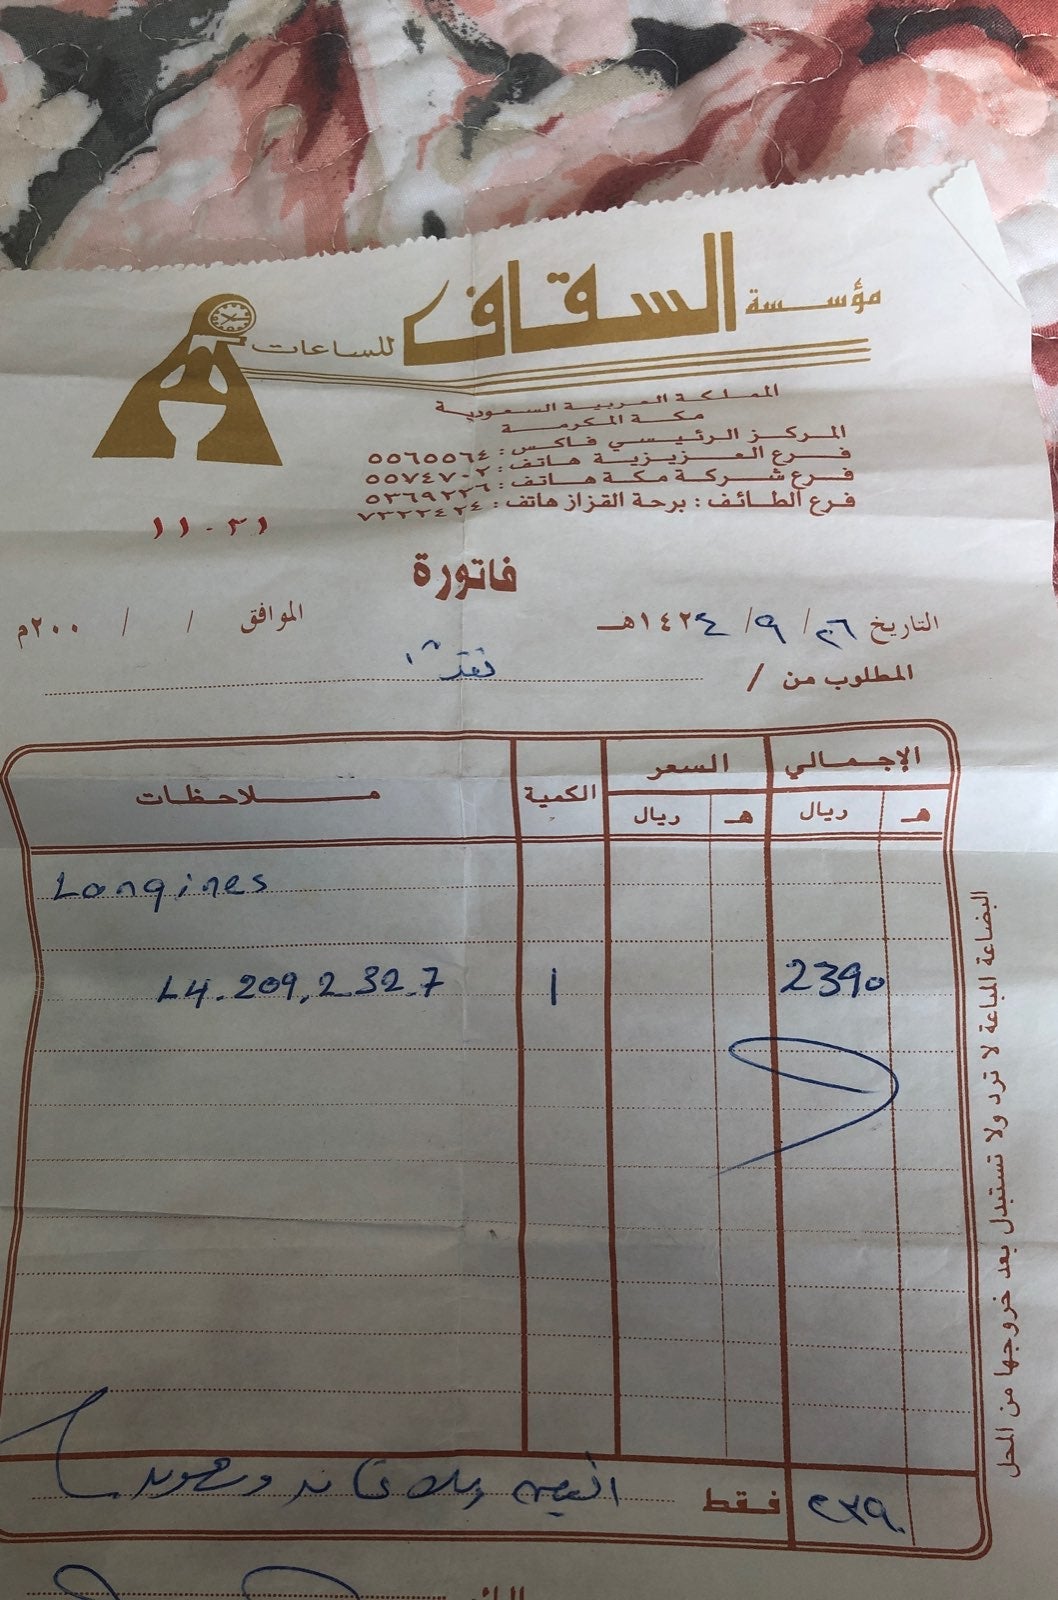 مؤسسة السقاف للساعات
المملكة العربية السعودية
مكة المكرمة
المركز الرئيسي فاكس : ٥٥٦٥٥٦٤
فرع العزيزية هاتف : ٥٥٧٤٧٠٢
فرع شركة مكة هاتف : ٥٣٦٩٢٢٦
فرع الطائف : برحة القزاز هاتف : ٧٣٢٢٤٢٤
١١٠٣١
فاتورة
التاريخ ٢٦ / ٩ / ١٤٢٤هـ الموافق / / ٢٠٠م
المطلوب من / نقداً
الإجمالي السعر الكمية ملاحظات
هـ ريال هـ ريال
Longines
L4.209.2 32.7 1 2390
٢٣٩٠ فقط
البضاعة المباعة لا ترد ولا تستبدل بعد خروجها من المحل